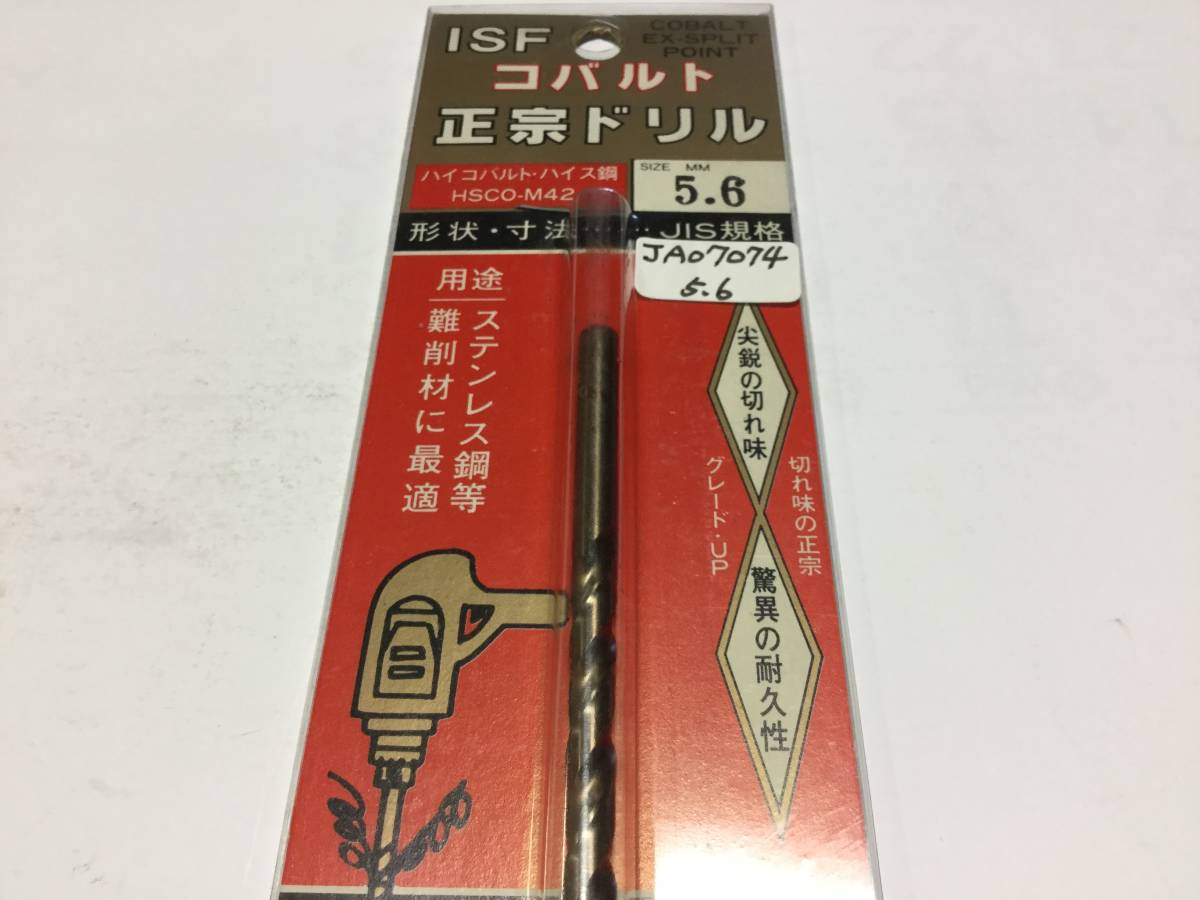 ISF
COBALT
EX-SPLIT
POINT
コバルト
正宗ドリル
ハイコバルト・ハイス鋼
HSCO-M42
SIZE MM
5.6
形状・寸法・・・・JIS規格
JA07074
5.6
用途
ステンレス鋼等
難削材に最適
尖鋭の切れ味
切れ味の正宗
グレード・UP
驚異の耐久性